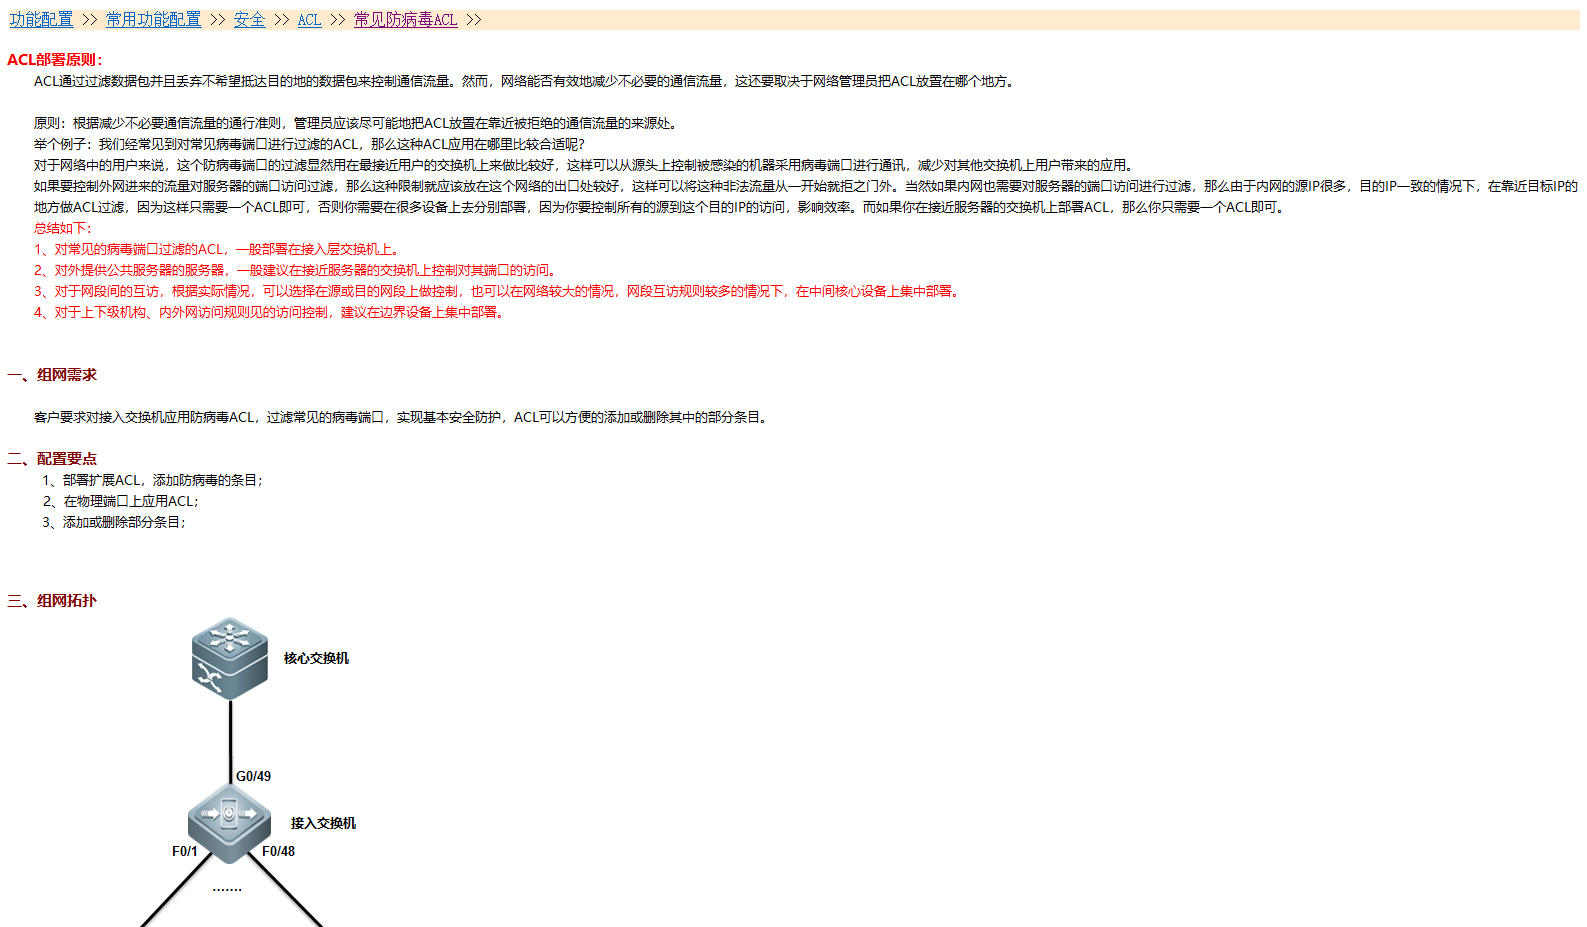 功能配置 >> 常用功能配置 >> 安全 >> ACL >> 常见防病毒ACL >>
ACL部署原则：
ACL通过过滤数据包并且丢弃不希望抵达目的地的数据包来控制通信流量。然而，网络能否有效地减少不必要的通信流量，这还要取决于网络管理员把ACL放置在哪个地方。
原则：根据减少不必要通信流量的通行准则，管理员应该尽可能地把ACL放置在靠近被拒绝的通信流量的来源处。
举个例子：我们经常见到对常见病毒端口进行过滤的ACL，那么这种ACL应用在哪里比较合适呢？
对于网络中的用户来说，这个防病毒端口的过滤显然用在最接近用户的交换机上来做比较好，这样可以从源头上控制被感染的机器采用病毒端口进行通讯，减少对其他交换机上用户带来的应用。
如果要控制外网进来的流量对服务器的端口访问过滤，那么这种限制就应该放在这个网络的出口处较好，这样可以将这种非法流量从一开始就拒之门外。当然如果内网也需要对服务器的端口访问进行过滤，那么由于内网的源IP很多，目的IP一致的情况下，在靠近目标IP的
地方做ACL过滤，因为这样只需要一个ACL即可，否则你需要在很多设备上去分别部署，因为你要控制所有的源到这个目的IP的访问，影响效率。而如果你在接近服务器的交换机上部署ACL，那么你只需要一个ACL即可。
总结如下：
1、对常见的病毒端口过滤的ACL，一般部署在接入层交换机上。
2、对外提供公共服务器的服务器，一般建议在接近服务器的交换机上控制对其端口的访问。
3、对于网段间的互访，根据实际情况，可以选择在源或目的网段上做控制，也可以在网络较大的情况，网段互访规则较多的情况下，在中间核心设备上集中部署。
4、对于上下级机构、内外网访问规则见的访问控制，建议在边界设备上集中部署。
一、组网需求
客户要求对接入交换机应用防病毒ACL，过滤常见的病毒端口，实现基本安全防护，ACL可以方便的添加或删除其中的部分条目。
二、配置要点
1、部署扩展ACL，添加防病毒的条目；
2、在物理端口上应用ACL；
3、添加或删除部分条目；
三、组网拓扑
核心交换机
G0/49
接入交换机
F0/1
F0/48
.......